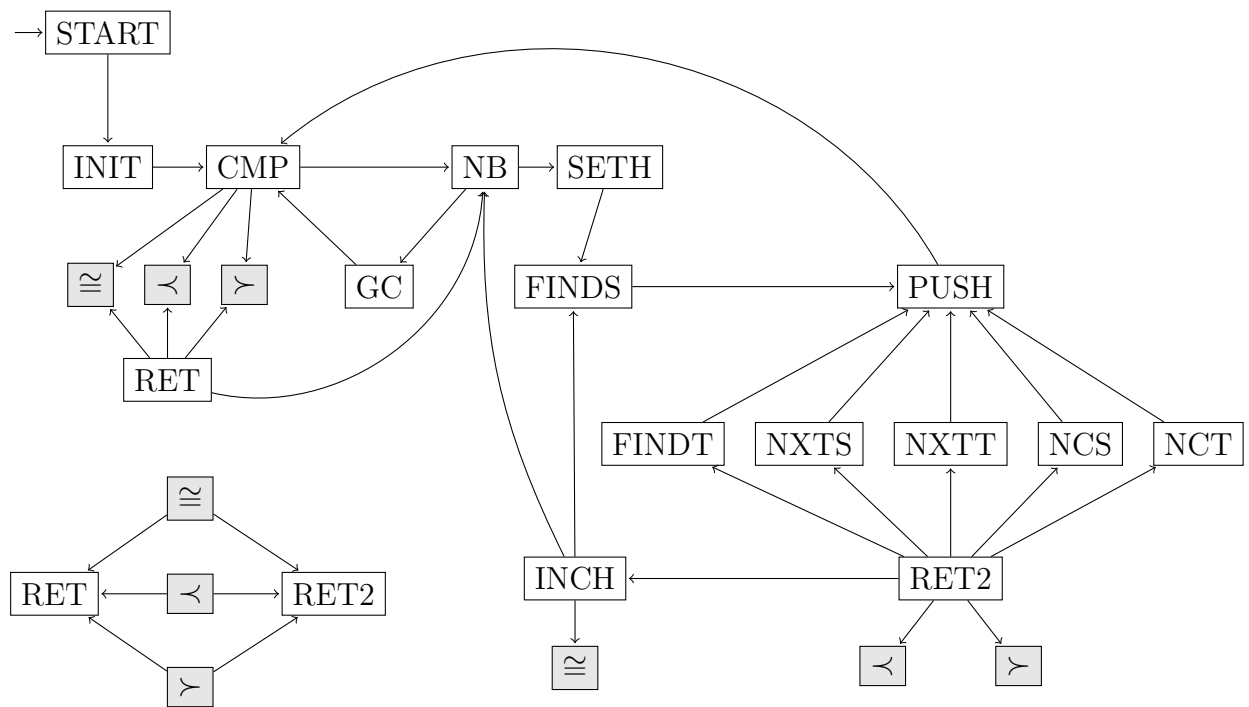 START
INIT
CMP
NB
SETH
≅
≺
≻
GC
FINDS
PUSH
RET
FINDT
NXTS
NXTT
NCS
NCT
≅
RET
≺
RET2
≻
INCH
RET2
≅
≺
≻